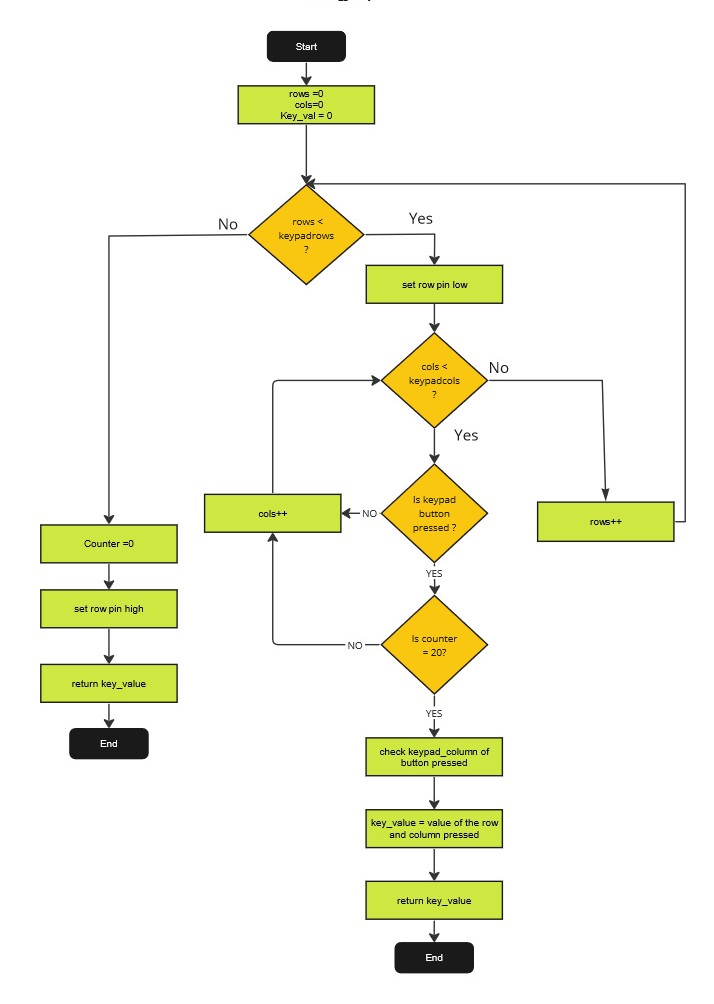 Start
rows =0
cols=0
Key_val = 0
rows <
keypadrows
?
No
Yes
set row pin low
cols <
keypadcols
?
No
Yes
Is keypad
button
pressed ?
NO
cols++
rows++
YES
Is counter
= 20?
NO
YES
check keypad_column of
button pressed
key_value = value of the row
and column pressed
return key_value
End
Counter =0
set row pin high
return key_value
End